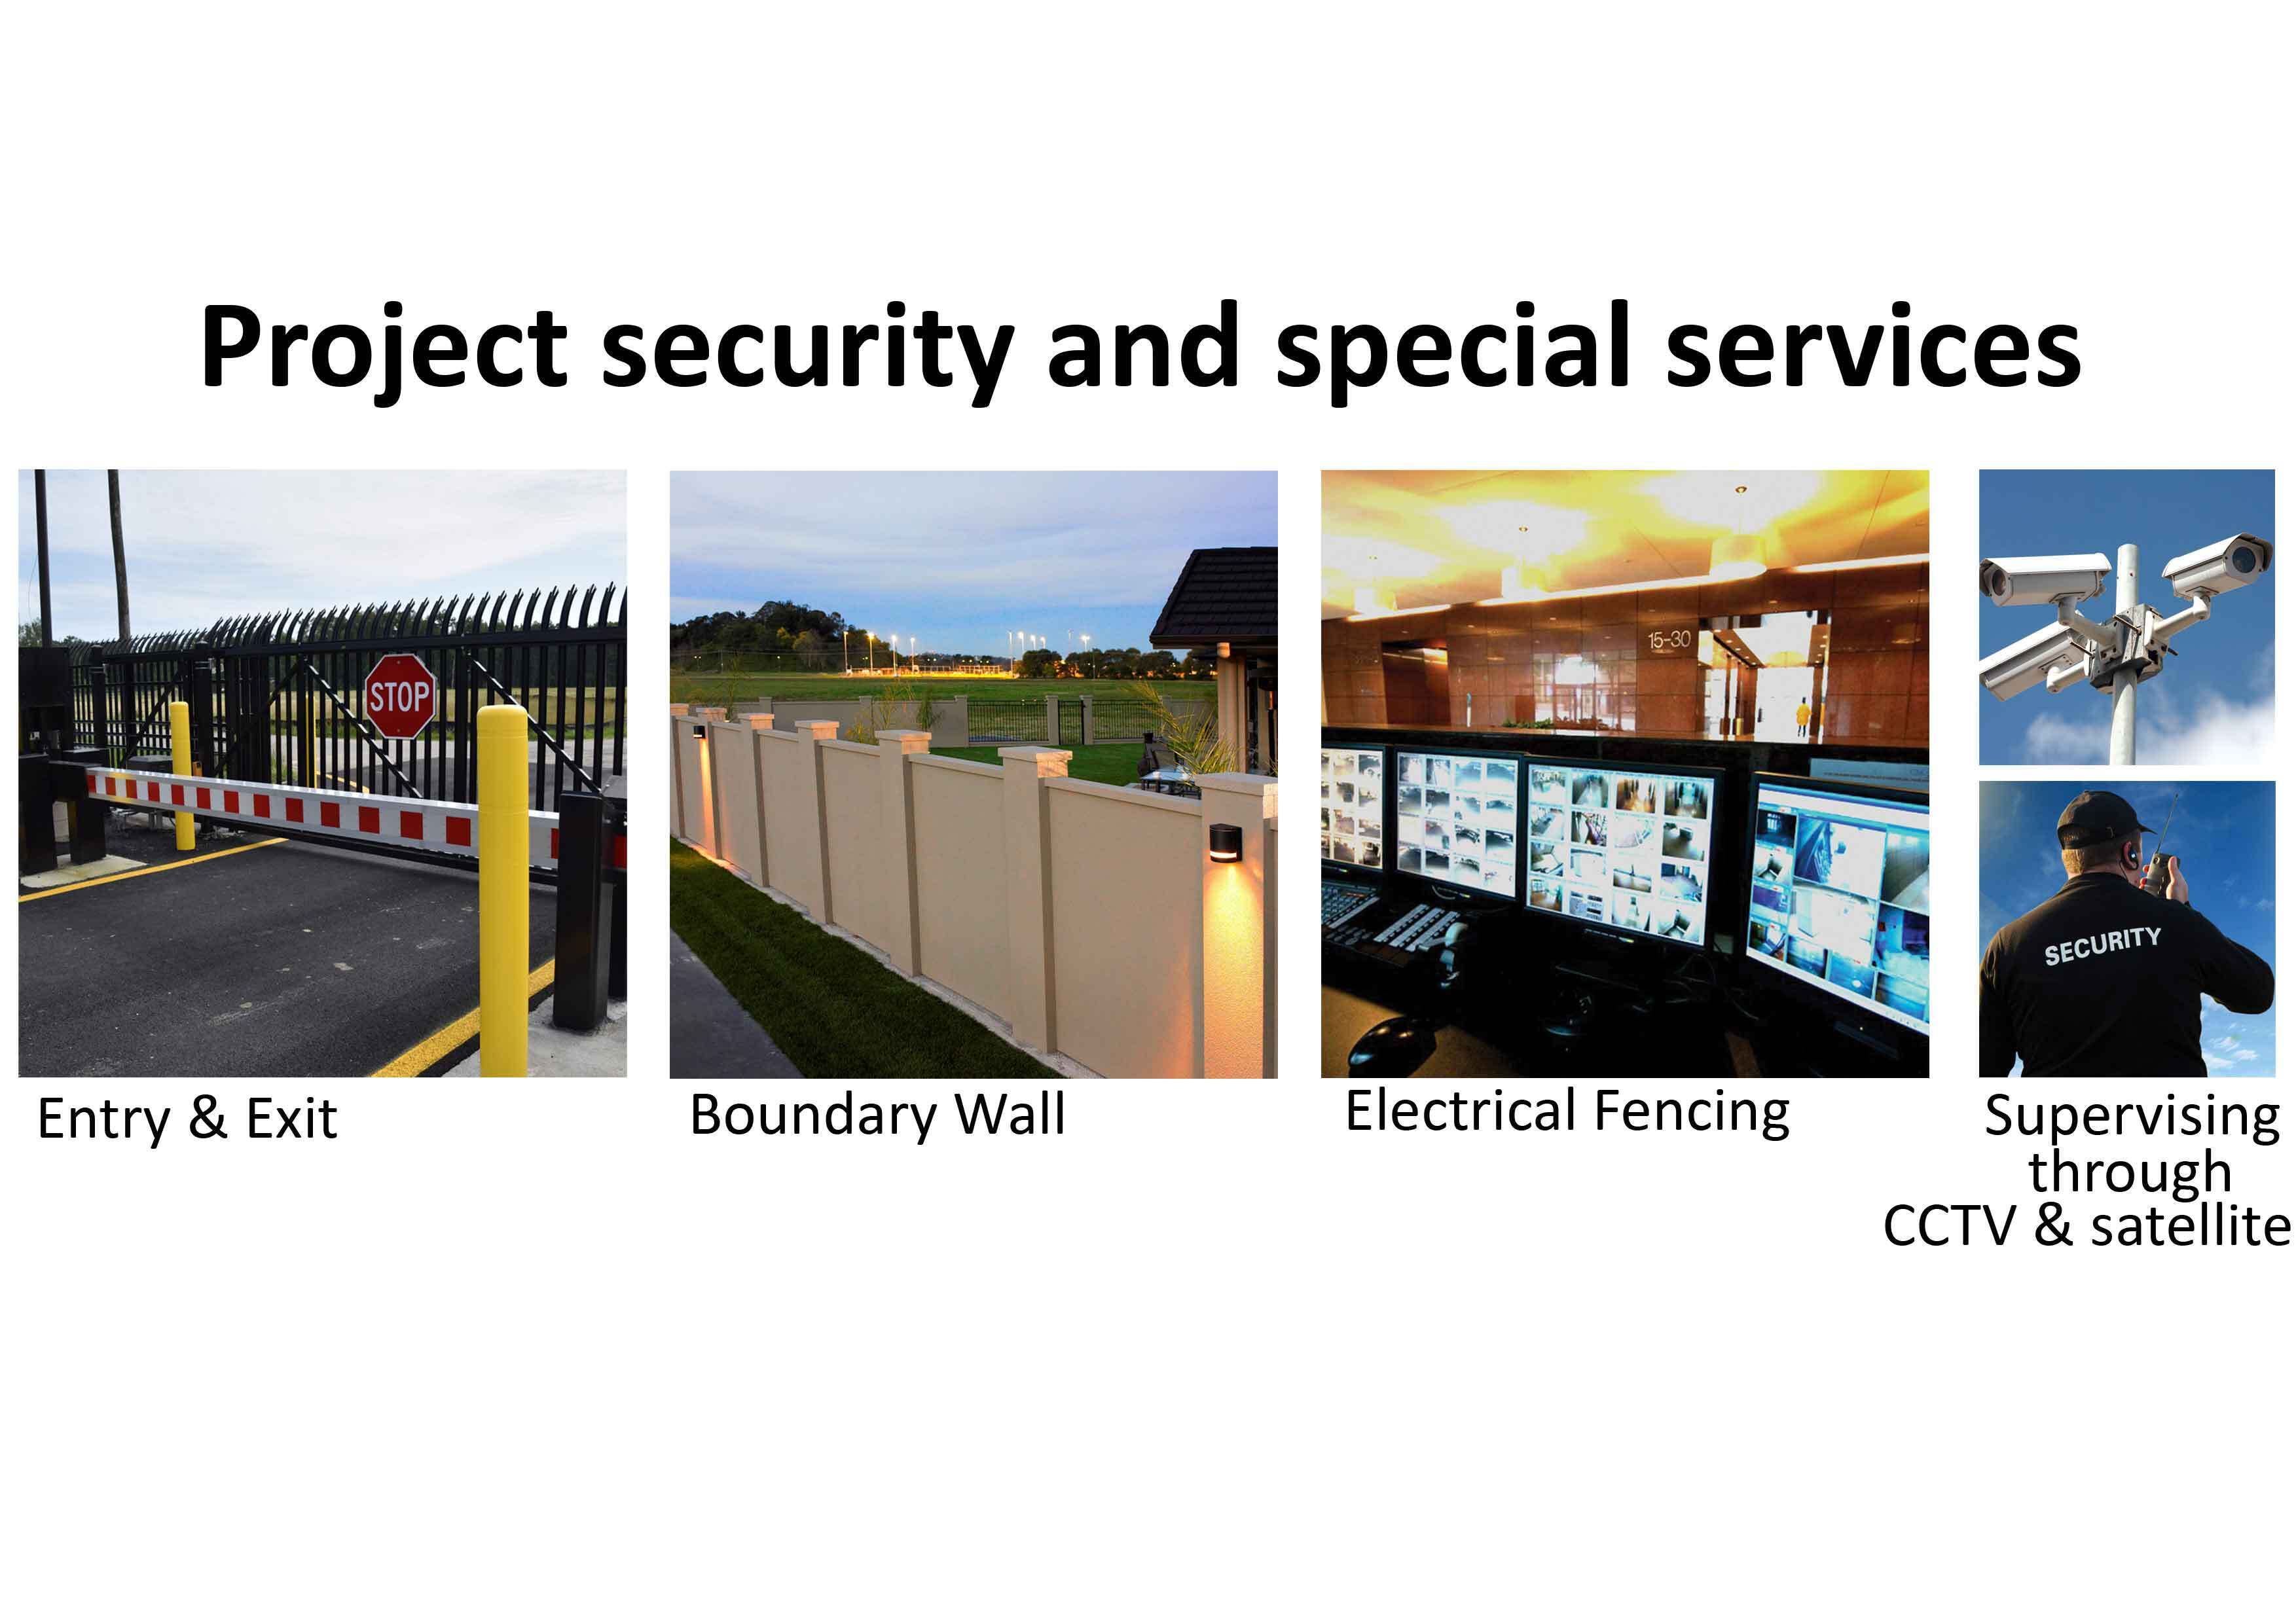 Project security and special services
STOP
15-30
SECURITY
Entry & Exit
Boundary Wall
Electrical Fencing
Supervising
through
CCTV & satellite